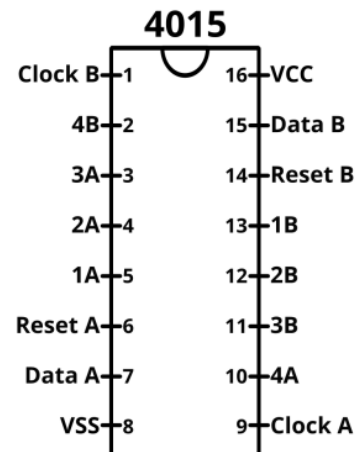 4015
Clock B 1 16 VCC
4B 2 15 Data B
3A 3 14 Reset B
2A 4 13 1B
1A 5 12 2B
Reset A 6 11 3B
Data A 7 10 4A
VSS 8 9 Clock A